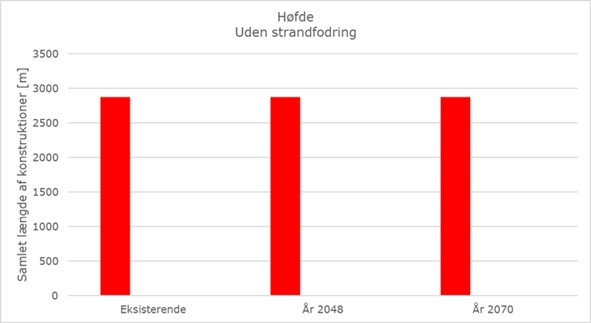 Høfde
Uden strandfodring
Samlet længde af konstruktioner [m]
3500
3000
2500
2000
1500
1000
500
0
Eksisterende År 2048 År 2070